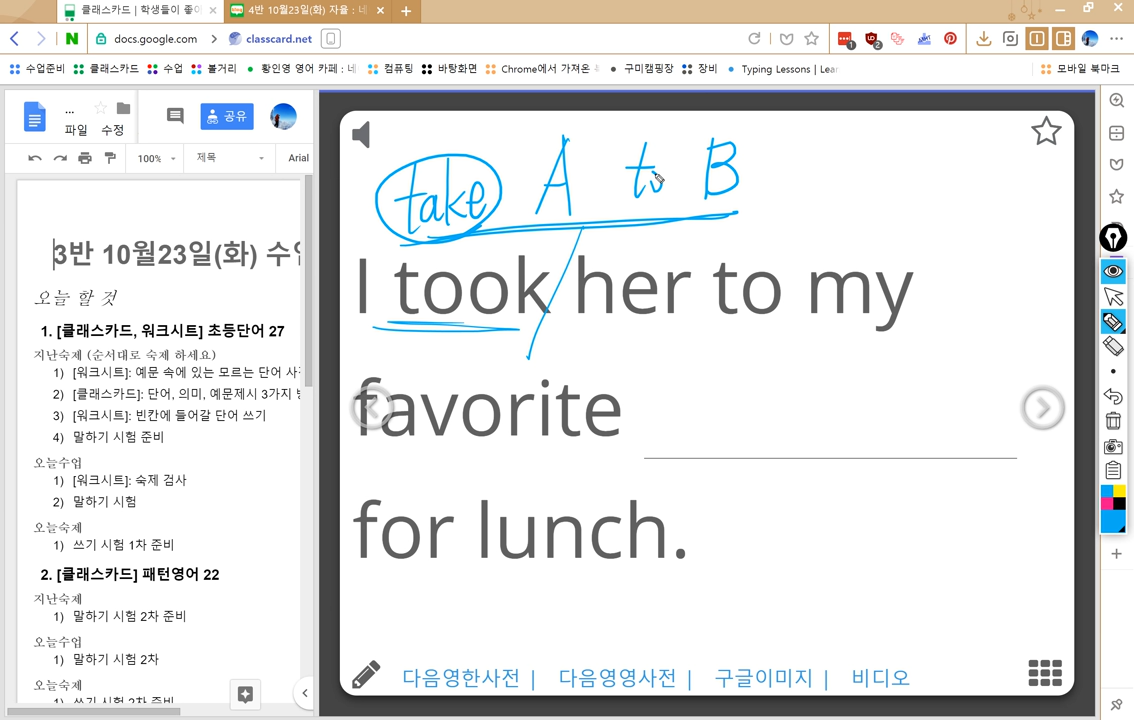 클래스카드 | 학생들이 좋아
4반 10월23일(화) 자율 : 네
docs.google.com > classcard.net
수업준비 클래스카드 수업 볼거리 황인영 영어 카페 : 네 컴퓨팅 바탕화면 Chrome에서 가져온 구미캠핑장 장비 Typing Lessons | Lear 모바일 북마크
... 공유
파일 수정
100% 제목 Arial
3반 10월23일(화) 수업
오늘 할 것
1. [클래스카드, 워크시트] 초등단어 27
지난숙제 (순서대로 숙제 하세요)
1) [워크시트]: 예문 속에 있는 모르는 단어 사
2) [클래스카드]: 단어, 의미, 예문제시 3가지
3) [워크시트]: 빈칸에 들어갈 단어 쓰기
4) 말하기 시험 준비
오늘수업
1) [워크시트]: 숙제 검사
2) 말하기 시험
오늘숙제
1) 쓰기 시험 1차 준비
2. [클래스카드] 패턴영어 22
지난숙제
1) 말하기 시험 2차 준비
오늘수업
1) 말하기 시험 2차
오늘숙제
1) 쓰기 시험 2차 준비
take A to B
I took her to my
favorite
for lunch.
다음영한사전 | 다음영영사전 | 구글이미지 | 비디오